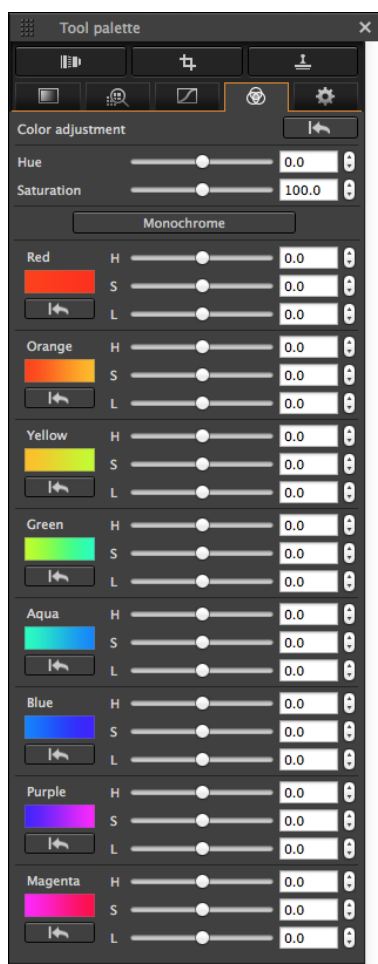 Tool palette
Color adjustment
Hue 0.0
Saturation 100.0
Monochrome
Red H 0.0
S 0.0
L 0.0
Orange H 0.0
S 0.0
L 0.0
Yellow H 0.0
S 0.0
L 0.0
Green H 0.0
S 0.0
L 0.0
Aqua H 0.0
S 0.0
L 0.0
Blue H 0.0
S 0.0
L 0.0
Purple H 0.0
S 0.0
L 0.0
Magenta H 0.0
S 0.0
L 0.0